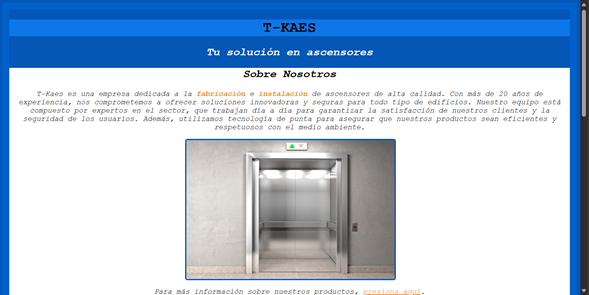 T-KAES
Tu solución en ascensores
Sobre Nosotros
T-Kaes es una empresa dedicada a la fabricación e instalación de ascensores de alta calidad. Con más de 20 años de
experiencia, nos comprometemos a ofrecer soluciones innovadoras y seguras para todo tipo de edificios. Nuestro equipo está
compuesto por expertos en el sector, que trabajan día a día para garantizar la satisfacción de nuestros clientes y la
seguridad de los usuarios. Además, utilizamos tecnología de punta para asegurar que nuestros productos sean eficientes y
respetuosos con el medio ambiente.
Para más información sobre nuestros productos, presiona aquí.